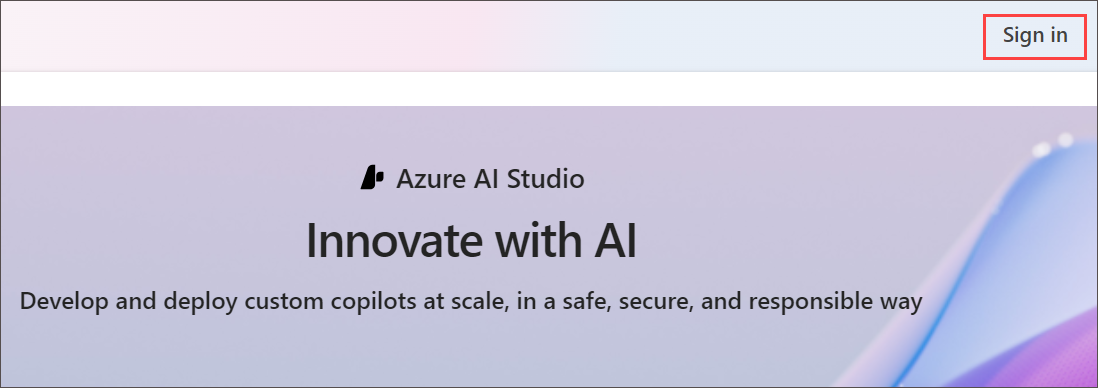 Sign in
Azure AI Studio
Innovate with AI
Develop and deploy custom copilots at scale, in a safe, secure, and responsible way